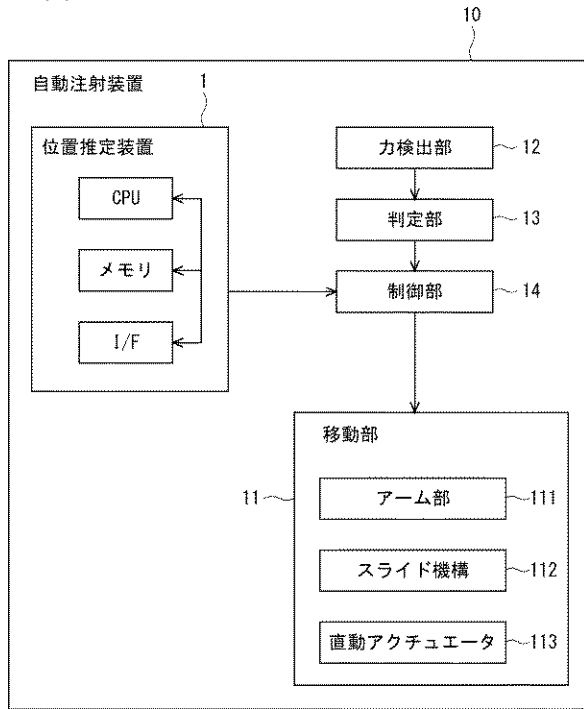 10
自動注射装置
1
位置推定装置
CPU
メモリ
I/F
力検出部
12
判定部
13
制御部
14
移動部
11
アーム部
111
スライド機構
112
直動アクチュエータ
113